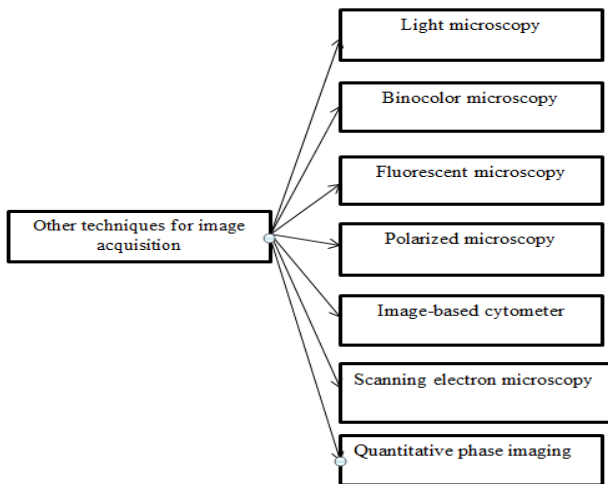 Light microscopy
Binocolor microscopy
Fluorescent microscopy
Other techniques for image
acquisition
Polarized microscopy
Image-based cytometer
Scanning electron microscopy
Quantitative phase imaging